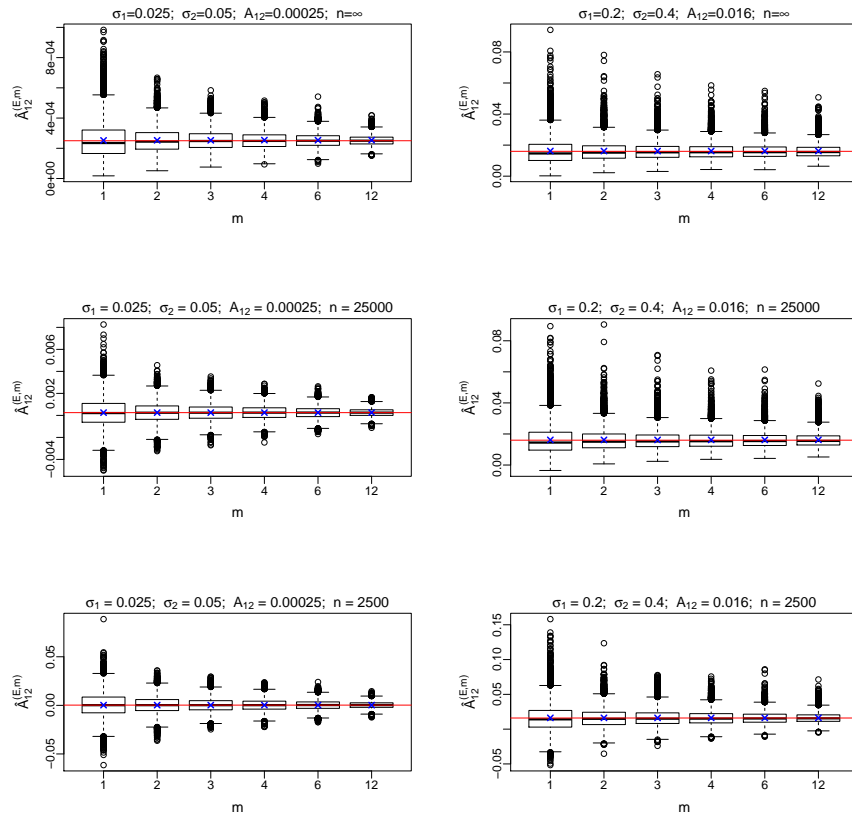 σ1=0.025; σ2=0.05; A12=0.00025; n=∞
Â12(E,m)
0e+00 4e−04 8e−04
1 2 3 4 6 12
m
σ1=0.2; σ2=0.4; A12=0.016; n=∞
Â12(E,m)
0.00 0.04 0.08
1 2 3 4 6 12
m
σ1 = 0.025; σ2 = 0.05; A12 = 0.00025; n = 25000
Â12(E,m)
−0.004 0.002 0.006
1 2 3 4 6 12
m
σ1 = 0.2; σ2 = 0.4; A12 = 0.016; n = 25000
Â12(E,m)
0.00 0.04 0.08
1 2 3 4 6 12
m
σ1 = 0.025; σ2 = 0.05; A12 = 0.00025; n = 2500
Â12(E,m)
−0.05 0.00 0.05
1 2 3 4 6 12
m
σ1 = 0.2; σ2 = 0.4; A12 = 0.016; n = 2500
Â12(E,m)
−0.05 0.00 0.05 0.10 0.15
1 2 3 4 6 12
m